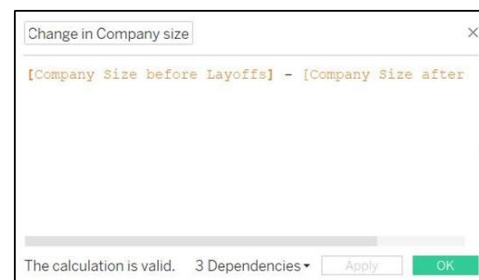 Change in Company size
[Company Size before Layoffs] - [Company Size after
The calculation is valid. 3 Dependencies Apply OK